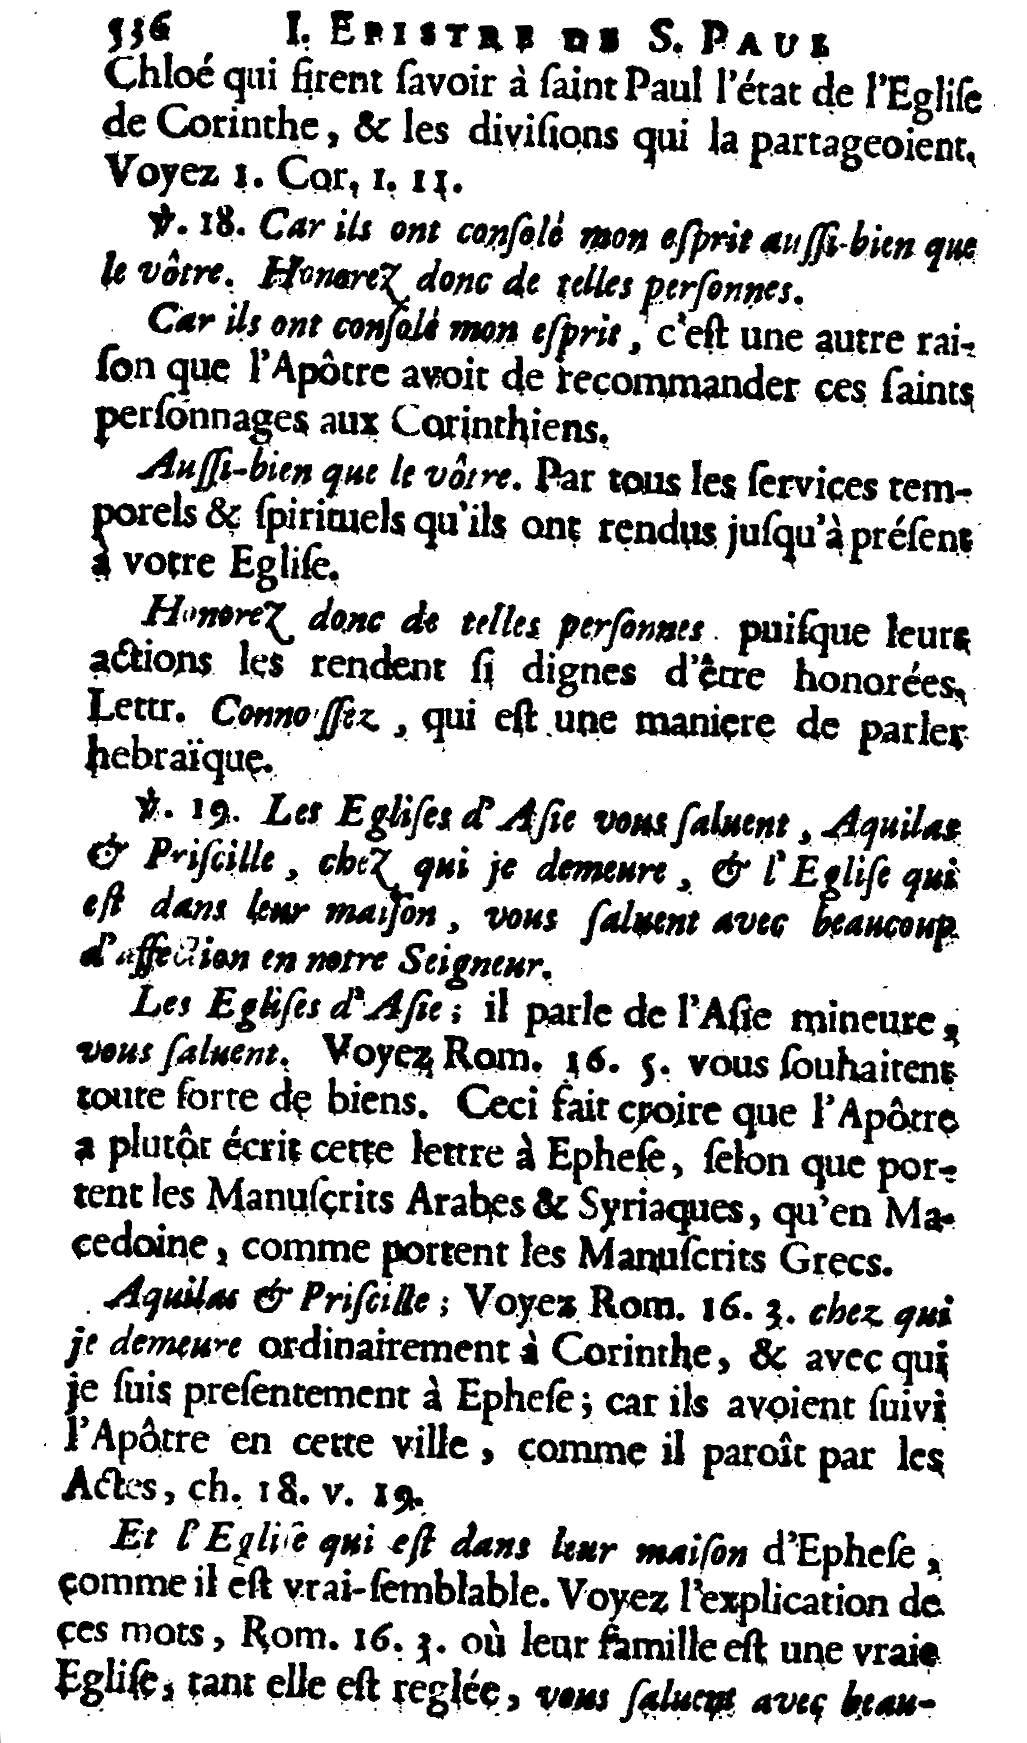 536 I. EPISTRE DE S. PAUL
Chloé qui firent ſavoir à ſaint Paul l'état de l'Egliſe
de Corinthe, & les diviſions qui la partageoient.
Voyez 1. Cor. 1. 11.
℣. 18. Car ils ont conſolé mon eſprit auſſi-bien que
le vôtre. Honorez donc de telles perſonnes.
Car ils ont conſolé mon eſprit, c'eſt une autre rai-
ſon que l'Apôtre avoit de recommander ces ſaints
perſonnages aux Corinthiens.
Auſſi-bien que le vôtre. Par tous les ſervices tem-
porels & ſpirituels qu'ils ont rendus juſqu'à préſent
à votre Egliſe.
Honorez donc de telles perſonnes. puiſque leurs
actions les rendent ſi dignes d'être honorées,
Lettr. Connoiſſez, qui eſt une maniere de parler
hebraïque.
℣. 19. Les Egliſes d'Aſie vous ſaluent, Aquilas
& Priſcille, chez qui je demeure, & l'Egliſe qui
eſt dans leur maiſon, vous ſaluent avec beaucoup
d'affection en notre Seigneur.
Les Egliſes d'Aſie; il parle de l'Aſie mineure,
vous ſaluent. Voyez Rom. 16. 5. vous ſouhaitent
toute ſorte de biens. Ceci fait croire que l'Apôtre
a plutôt écrit cette lettre à Epheſe, ſelon que por-
tent les Manuſcrits Arabes & Syriaques, qu'en Ma-
cedoine, comme portent les Manuſcrits Grecs.
Aquilas & Priſcille; Voyez Rom. 16. 3. chez qui
je demeure ordinairement à Corinthe, & avec qui
je ſuis preſentement à Epheſe; car ils avoient ſuivi
l'Apôtre en cette ville, comme il paroît par les
Actes, ch. 18. v. 19.
Et l'Egliſe qui eſt dans leur maiſon d'Epheſe,
comme il eſt vrai-ſemblable. Voyez l'explication de
ces mots, Rom. 16. 3. où leur famille eſt une vraie
Egliſe, tant elle eſt reglée, vous ſaluent avec beau-